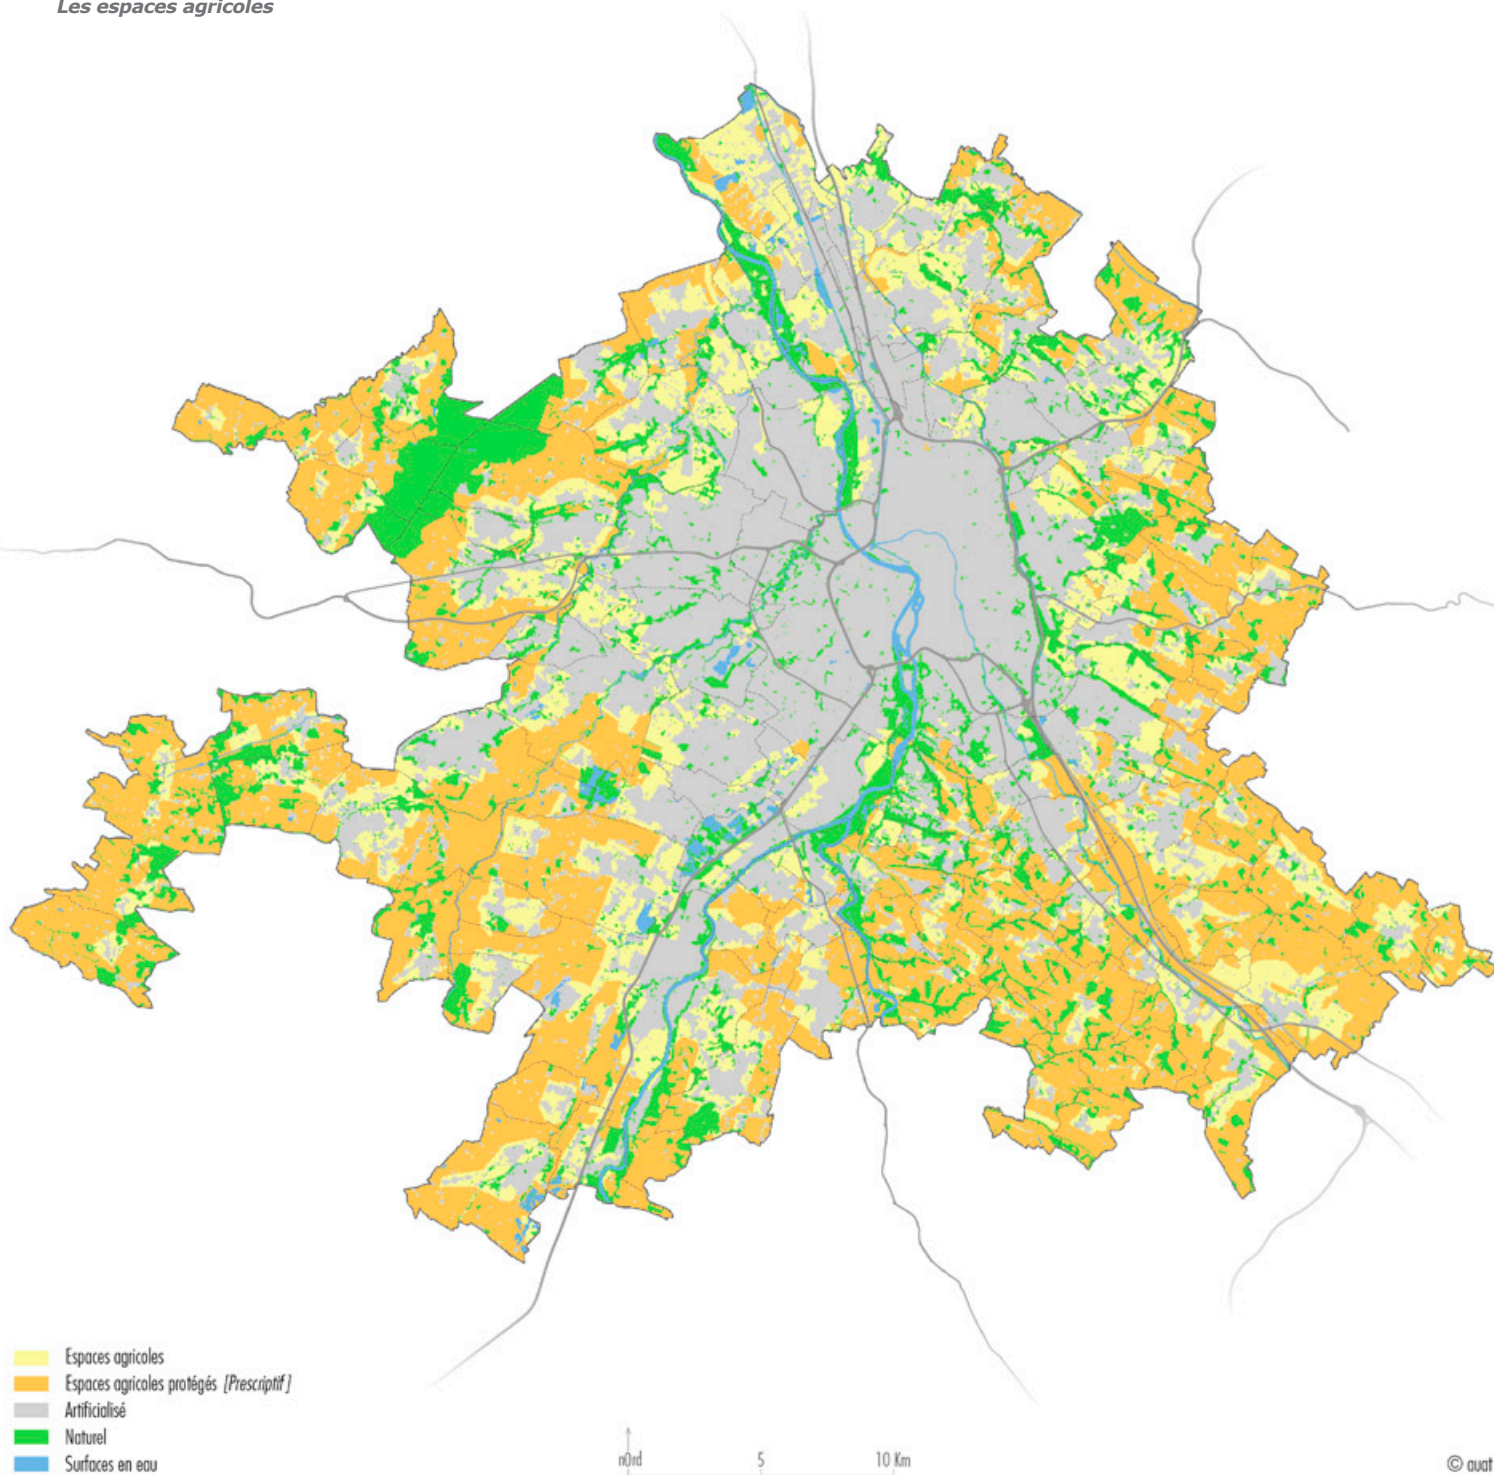 Les espaces agricoles
Espaces agricoles
Espaces agricoles protégés [Prescriptif]
Artificialisé
Naturel
Surfaces en eau
nOrd 5 10 Km
© auat